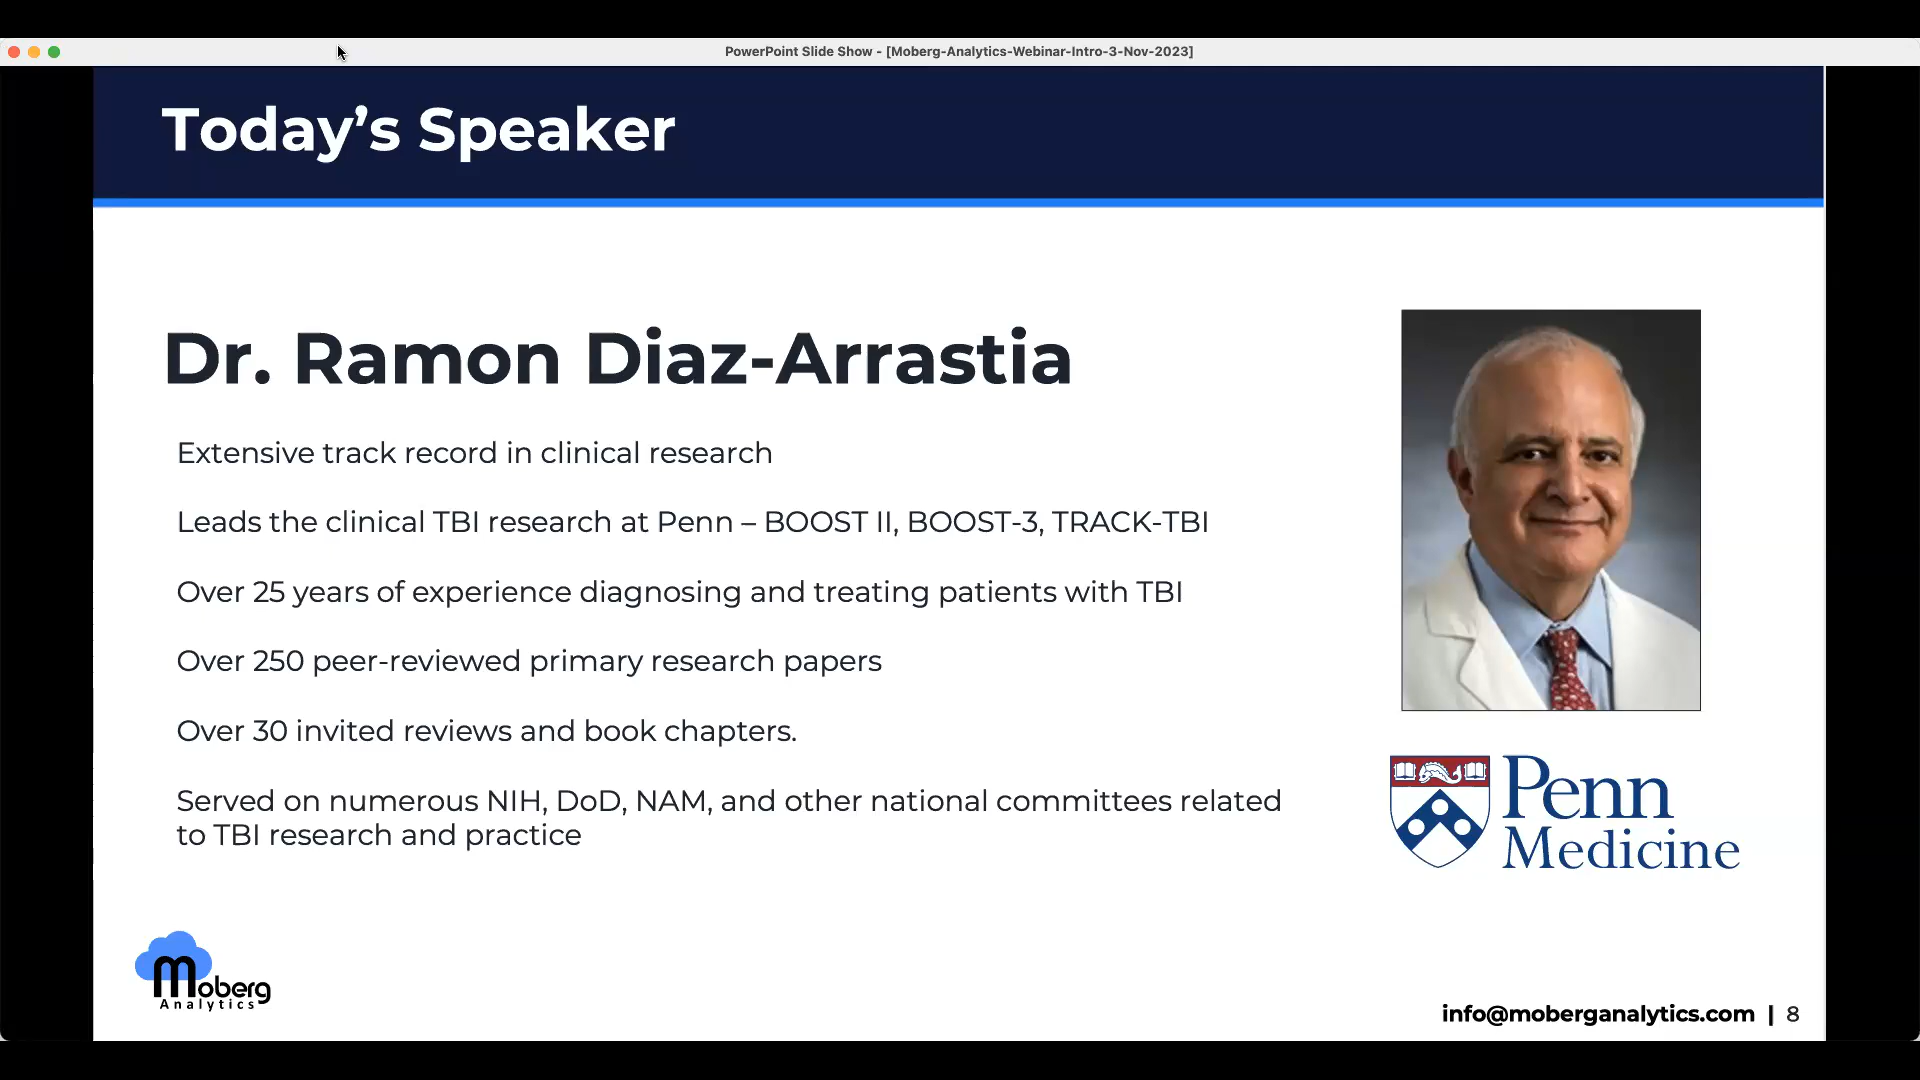 PowerPoint Slide Show - [Moberg-Analytics-Webinar-Intro-3-Nov-2023]
Today’s Speaker
Dr. Ramon Diaz-Arrastia
Extensive track record in clinical research
Leads the clinical TBI research at Penn – BOOST II, BOOST-3, TRACK-TBI
Over 25 years of experience diagnosing and treating patients with TBI
Over 250 peer-reviewed primary research papers
Over 30 invited reviews and book chapters.
Served on numerous NIH, DoD, NAM, and other national committees related
to TBI research and practice
Penn
Medicine
Moberg
Analytics
info@moberganalytics.com | 8